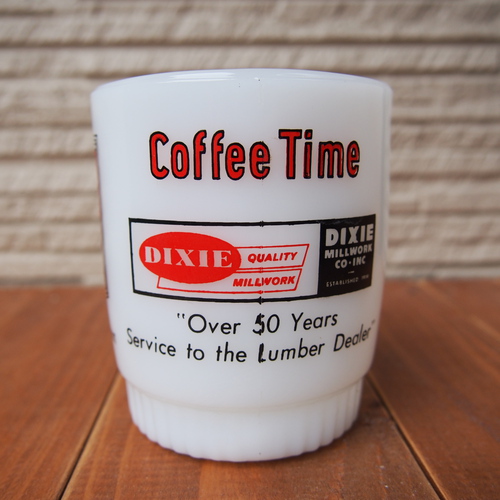 Coffee Time
DIXIE
QUALITY
MILLWORK
DIXIE
MILLWORK
CO·INC
"Over 50 Years
Service to the Lumber Dealer"